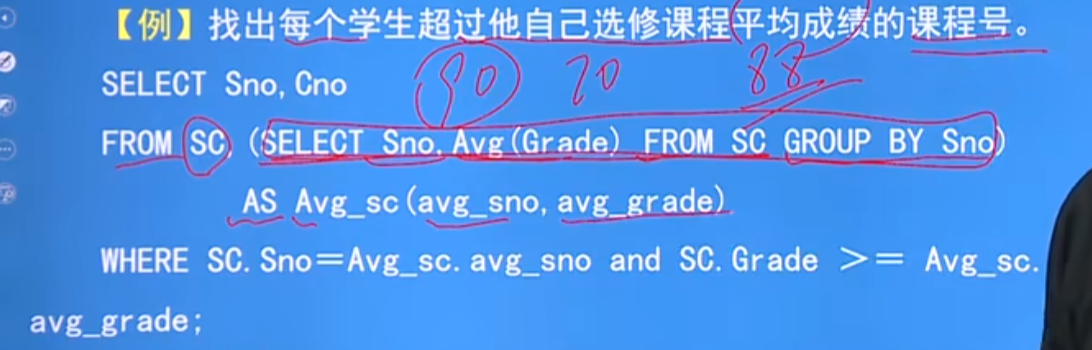 【例】找出每个学生超过他自己选修课程平均成绩的课程号。
90 70 88
SELECT Sno,Cno
FROM SC, (SELECT Sno,Avg(Grade) FROM SC GROUP BY Sno)
AS Avg_sc(avg_sno,avg_grade)
WHERE SC.Sno=Avg_sc.avg_sno and SC.Grade >= Avg_sc.
avg_grade;